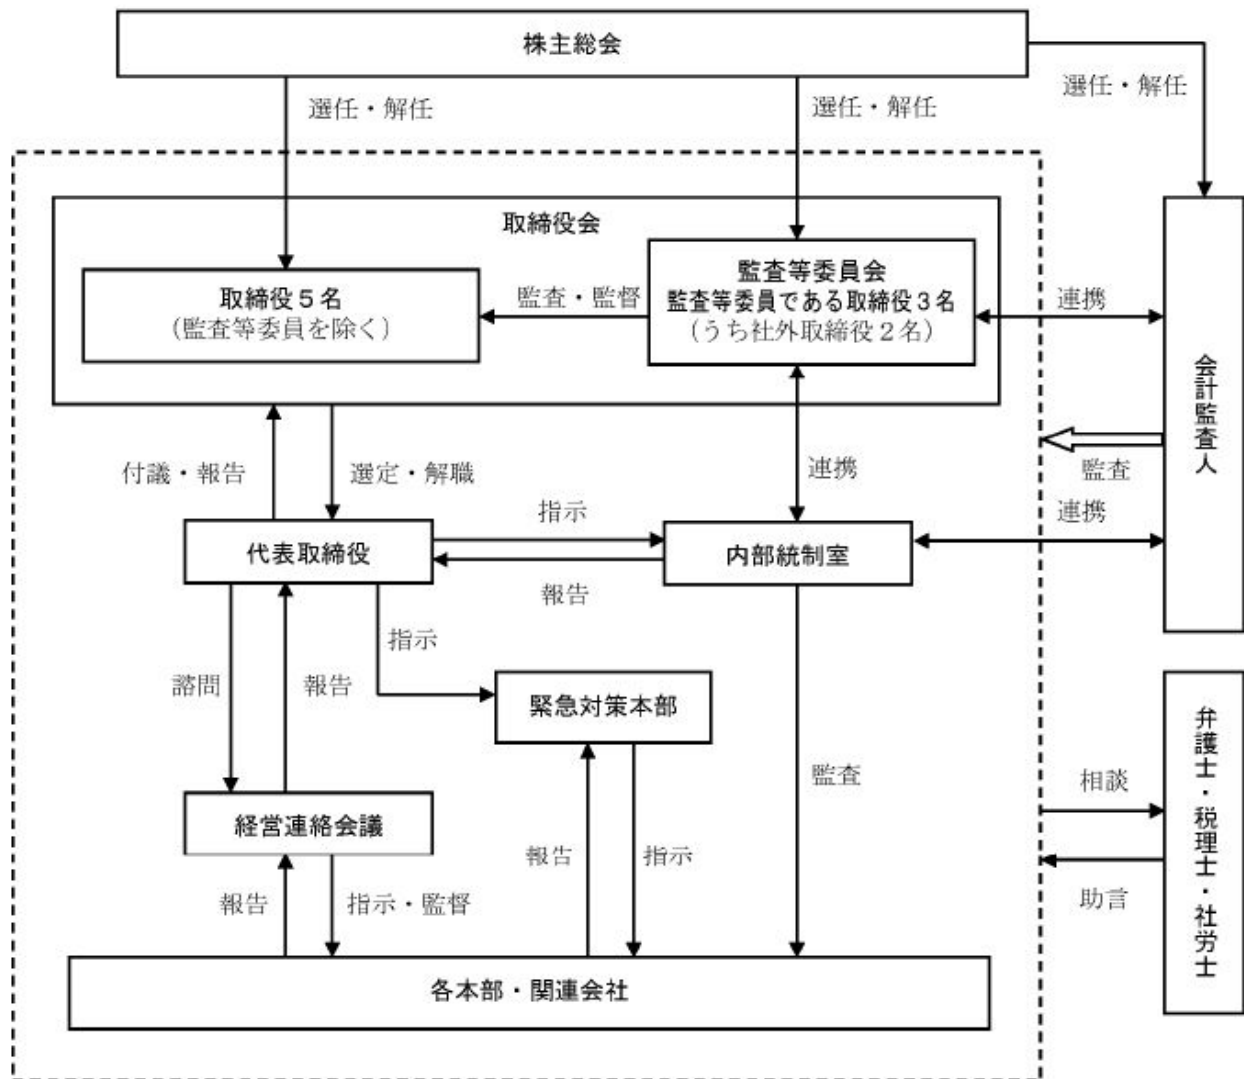 株主総会
選任・解任
選任・解任
選任・解任
取締役会
取締役5名
(監査等委員を除く)
監査・監督
監査等委員会
監査等委員である取締役3名
(うち社外取締役2名)
連携
会計監査人
監査
連携
付議・報告
選定・解職
連携
代表取締役
指示
報告
内部統制室
諮問
報告
指示
緊急対策本部
監査
経営連絡会議
報告
指示・監督
報告
指示
相談
助言
弁護士・税理士・社労士
各本部・関連会社